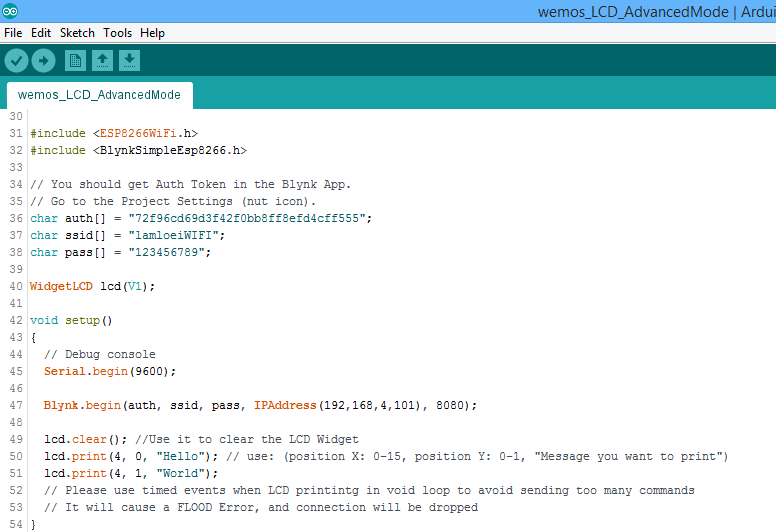 wemos_LCD_AdvancedMode | Ardui
File Edit Sketch Tools Help
wemos_LCD_AdvancedMode
30
31 #include <ESP8266WiFi.h>
32 #include <BlynkSimpleEsp8266.h>
33
34 // You should get Auth Token in the Blynk App.
35 // Go to the Project Settings (nut icon).
36 char auth[] = "72f96cd69d3f42f0bb8ff8efd4cff555";
37 char ssid[] = "lamloeiWIFI";
38 char pass[] = "123456789";
39
40 WidgetLCD lcd(V1);
41
42 void setup()
43 {
44 // Debug console
45 Serial.begin(9600);
46
47 Blynk.begin(auth, ssid, pass, IPAddress(192,168,4,101), 8080);
48
49 lcd.clear(); //Use it to clear the LCD Widget
50 lcd.print(4, 0, "Hello"); // use: (position X: 0-15, position Y: 0-1, "Message you want to print")
51 lcd.print(4, 1, "World");
52 // Please use timed events when LCD printintg in void loop to avoid sending too many commands
53 // It will cause a FLOOD Error, and connection will be dropped
54 }